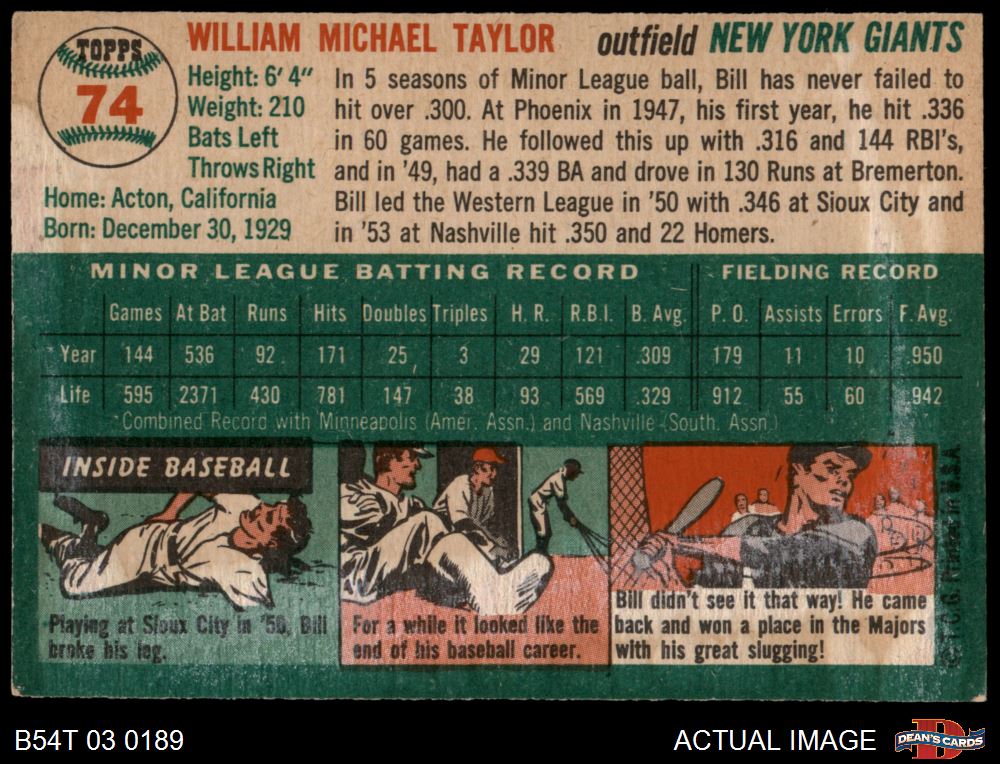 TOPPS
74
WILLIAM MICHAEL TAYLOR outfield NEW YORK GIANTS
Height: 6' 4"
Weight: 210
Bats Left
Throws Right
Home: Acton, California
Born: December 30, 1929
In 5 seasons of Minor League ball, Bill has never failed to
hit over .300. At Phoenix in 1947, his first year, he hit .336
in 60 games. He followed this up with .316 and 144 RBI's,
and in '49, had a .339 BA and drove in 130 Runs at Bremerton.
Bill led the Western League in '50 with .346 at Sioux City and
in '53 at Nashville hit .350 and 22 Homers.
MINOR LEAGUE BATTING RECORD FIELDING RECORD
Games At Bat Runs Hits Doubles Triples H. R. R.B.I. B. Avg. P. O. Assists Errors F. Avg.
Year 144 536 92 171 25 3 29 121 .309 179 11 10 .950
Life 595 2371 430 781 147 38 93 569 .329 912 55 60 .942
*Combined Record with Minneapolis (Amer. Assn.) and Nashville (South. Assn.)
INSIDE BASEBALL
Playing at Sioux City in '50, Bill
broke his leg.
For a while it looked like the
end of his baseball career.
Bill didn't see it that way! He came
back and won a place in the Majors
with his great slugging!
© T. C. G. Printed in U.S.A.
B54T 03 0189
ACTUAL IMAGE
DEAN'S CARDS